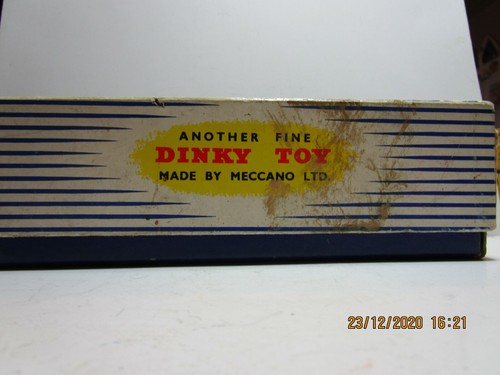 ANOTHER FINE
DINKY TOY
MADE BY MECCANO LTD.
23/12/2020 16:21